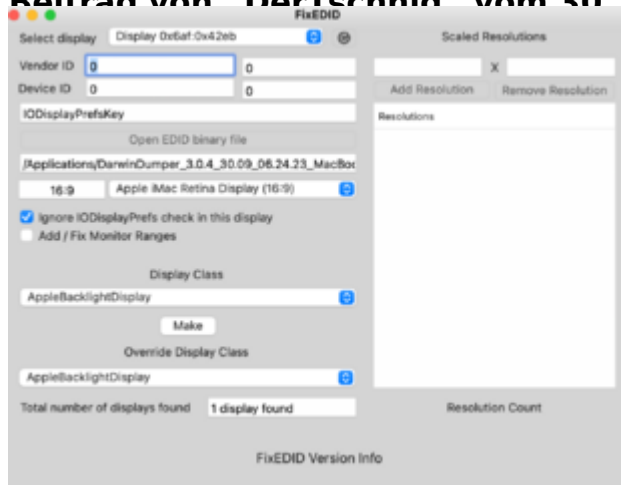 Beitrag von "DerTschnig" vom 30
FixEDID
Select display Display 0x6af:0x42eb
Scaled Resolutions
Vendor ID 0 0
X
Device ID 0 0
Add Resolution Remove Resolution
IODisplayPrefsKey
Resolutions
Open EDID binary file
/Applications/DarwinDumper_3.0.4_30.09_06.24.23_MacBo
16:9 Apple iMac Retina Display (16:9)
Ignore IODisplayPrefs check in this display
Add / Fix Monitor Ranges
Display Class
AppleBacklightDisplay
Make
Override Display Class
AppleBacklightDisplay
Total number of displays found 1 display found
Resolution Count
FixEDID Version Info